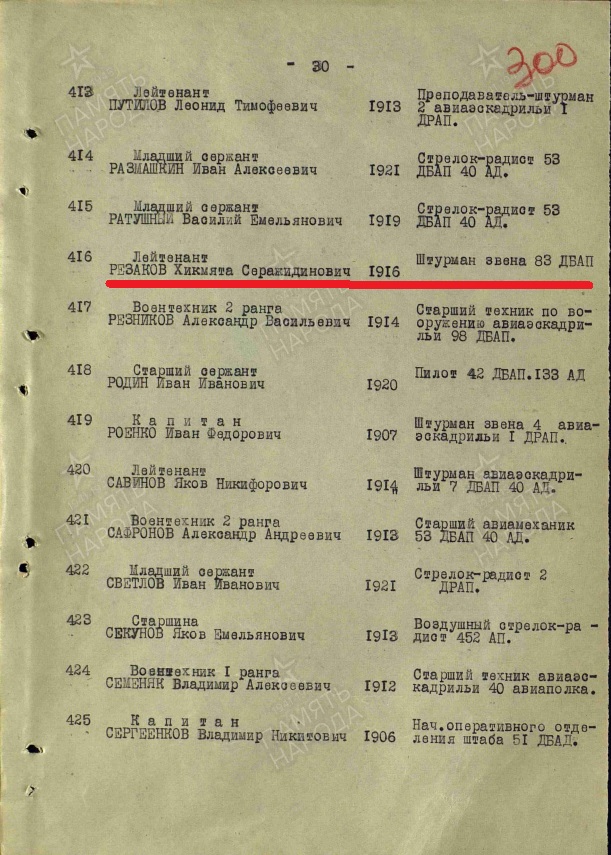 - 30 -
300
413 Лейтенант
ПУТИЛОВ Леонид Тимофеевич 1913 Преподаватель-штурман
2 авиаэскадрильи I
ДРАП.
414 Младший сержант
РАЗМАШКИН Иван Алексеевич 1921 Стрелок-радист 53
ДБАП 40 АД.
415 Младший сержант
РАТУШНЫЙ Василий Емельянович 1919 Стрелок-радист 53
ДБАП 40 АД.
416 Лейтенант
РЕЗАКОВ Хикмята Серажидинович 1916 Штурман звена 83 ДБАП
417 Воентехник 2 ранга
РЕЗНИКОВ Александр Васильевич 1914 Старший техник по во-
оружению авиаэскадри-
льи 98 ДБАП.
418 Старший сержант
РОДИН Иван Иванович 1920 Пилот 42 ДБАП.133 АД
419 К а п и т а н
РОЕНКО Иван Федорович 1907 Штурман звена 4 авиа-
эскадрильи I ДРАП.
420 Лейтенант
САВИНОВ Яков Никифорович 1914 Штурман авиаэскадри-
льи 7 ДБАП 40 АД.
421 Воентехник 2 ранга
САФРОНОВ Александр Андреевич 1913 Старший авиамеханик
53 ДБАП 40 АД.
422 Младший сержант
СВЕТЛОВ Иван Иванович 1921 Стрелок-радист 2
ДРАП.
423 Старшина
СЕКУНОВ Яков Емельянович 1913 Воздушный стрелок-ра -
дист 452 АП.
424 Воентехник I ранга
СЕМЕНЯК Владимир Алексеевич 1912 Старший техник авиаэс-
кадрильи 40 авиаполка.
425 К а п и т а н
СЕРГЕЕНКОВ Владимир Никитович 1906 Нач.оперативного отде-
ления штаба 51 ДБАД.
ПАМЯТЬ
НАРОДА